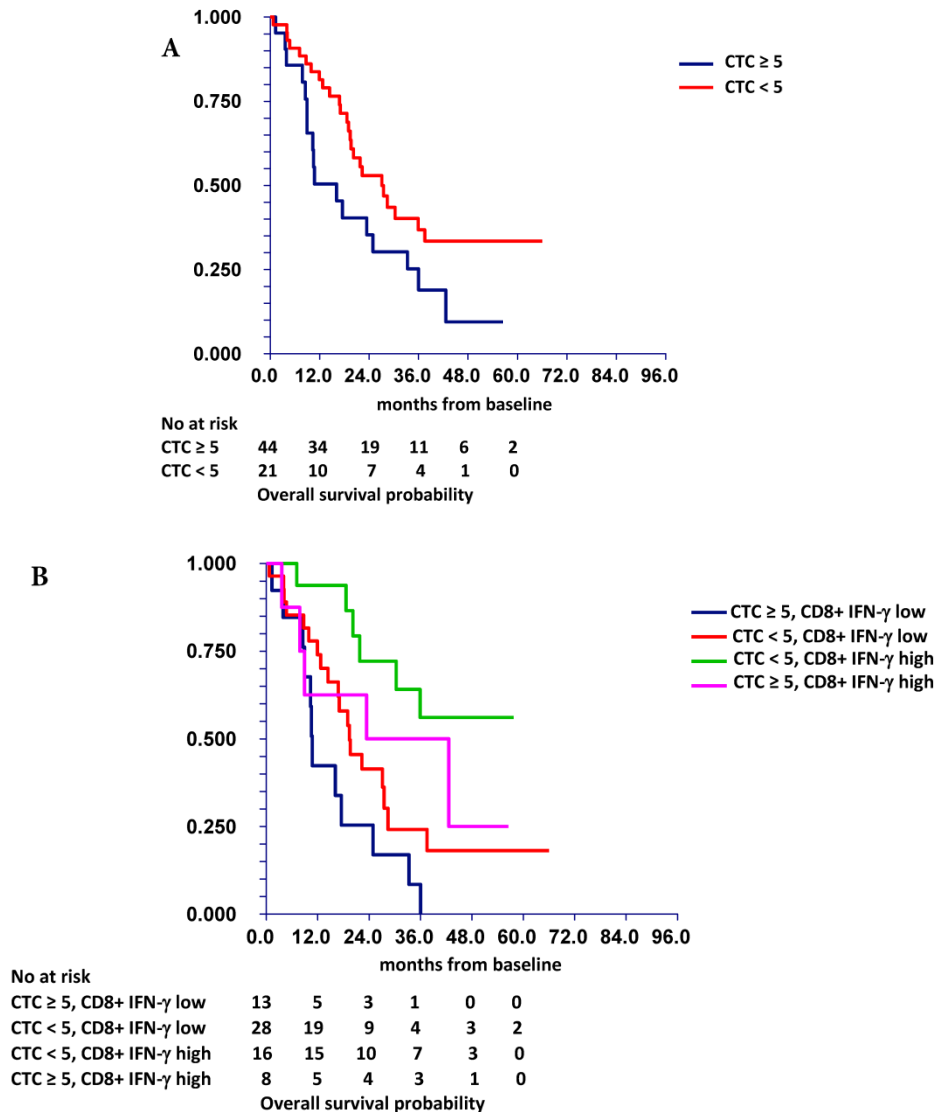 A
1.000
0.750
0.500
0.250
0.000
0.0 12.0 24.0 36.0 48.0 60.0 72.0 84.0 96.0
months from baseline
CTC ≥ 5
CTC < 5
No at risk
CTC ≥ 5 44 34 19 11 6 2
CTC < 5 21 10 7 4 1 0
Overall survival probability
B
1.000
0.750
0.500
0.250
0.000
0.0 12.0 24.0 36.0 48.0 60.0 72.0 84.0 96.0
months from baseline
CTC ≥ 5, CD8+ IFN-γ low
CTC < 5, CD8+ IFN-γ low
CTC < 5, CD8+ IFN-γ high
CTC ≥ 5, CD8+ IFN-γ high
No at risk
CTC ≥ 5, CD8+ IFN-γ low 13 5 3 1 0 0
CTC < 5, CD8+ IFN-γ low 28 19 9 4 3 2
CTC < 5, CD8+ IFN-γ high 16 15 10 7 3 0
CTC ≥ 5, CD8+ IFN-γ high 8 5 4 3 1 0
Overall survival probability